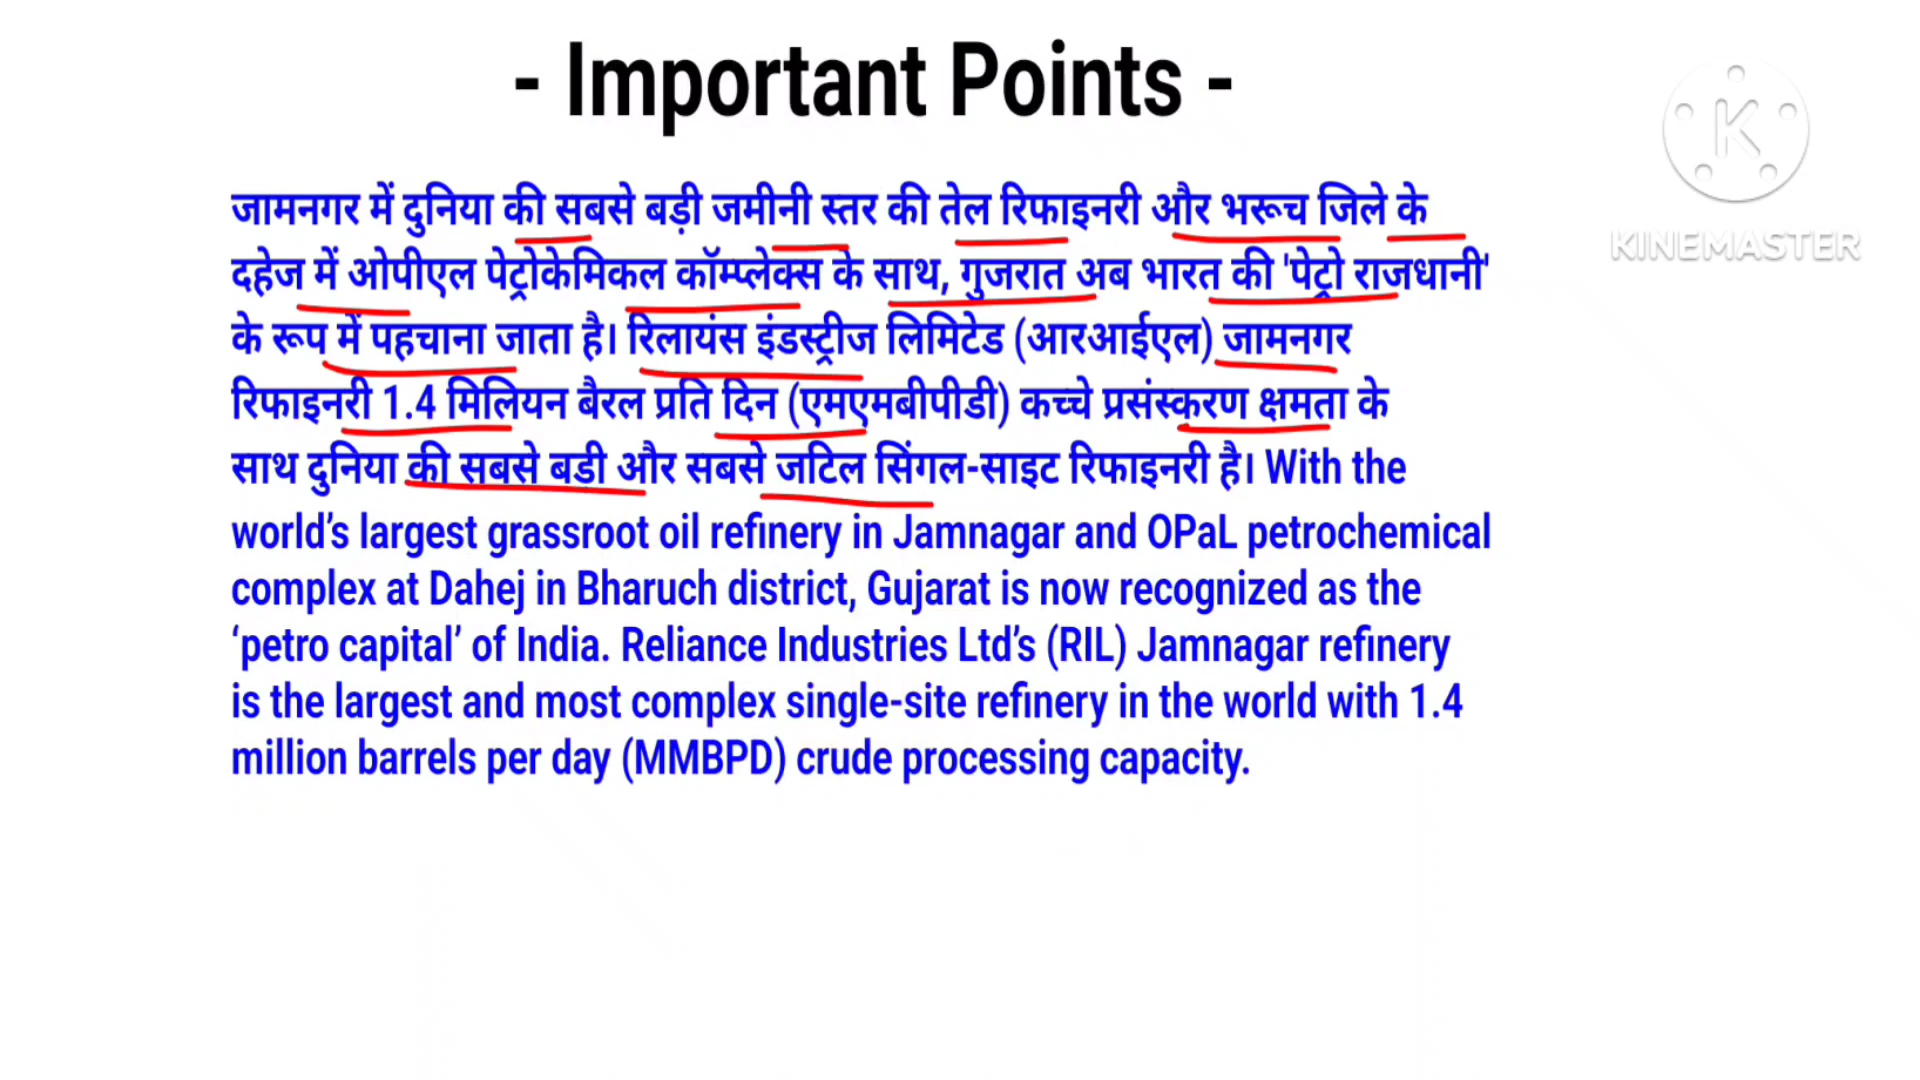 - Important Points -
जामनगर में दुनिया की सबसे बड़ी जमीनी स्तर की तेल रिफाइनरी और भरूच जिले के
दहेज में ओपीएल पेट्रोकेमिकल कॉम्प्लेक्स के साथ, गुजरात अब भारत की 'पेट्रो राजधानी'
के रूप में पहचाना जाता है। रिलायंस इंडस्ट्रीज लिमिटेड (आरआईएल) जामनगर
रिफाइनरी 1.4 मिलियन बैरल प्रति दिन (एमएमबीपीडी) कच्चे प्रसंस्करण क्षमता के
साथ दुनिया की सबसे बडी और सबसे जटिल सिंगल-साइट रिफाइनरी है। With the
world’s largest grassroot oil refinery in Jamnagar and OPaL petrochemical
complex at Dahej in Bharuch district, Gujarat is now recognized as the
‘petro capital’ of India. Reliance Industries Ltd’s (RIL) Jamnagar refinery
is the largest and most complex single-site refinery in the world with 1.4
million barrels per day (MMBPD) crude processing capacity.
K
KINEMASTER